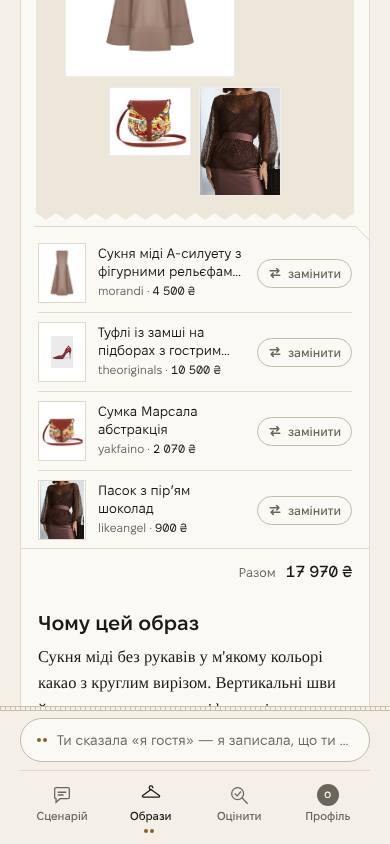 Сукня міді А-силуету з
фігурними рельєфам...
morandi · 4 500 ₴
замінити
Туфлі із замші на
підборах з гострим...
theoriginals · 10 500 ₴
замінити
Сумка Марсала
абстракція
yakfaino · 2 070 ₴
замінити
Пасок з пір’ям
шоколад
likeangel · 900 ₴
замінити
Разом 17 970 ₴
Чому цей образ
Сукня міді без рукавів у м'якому кольорі
какао з круглим вирізом. Вертикальні шви
Ти сказала «я гостя» — я записала, що ти ...
Сценарій
Образи
Оцінити
О
Профіль